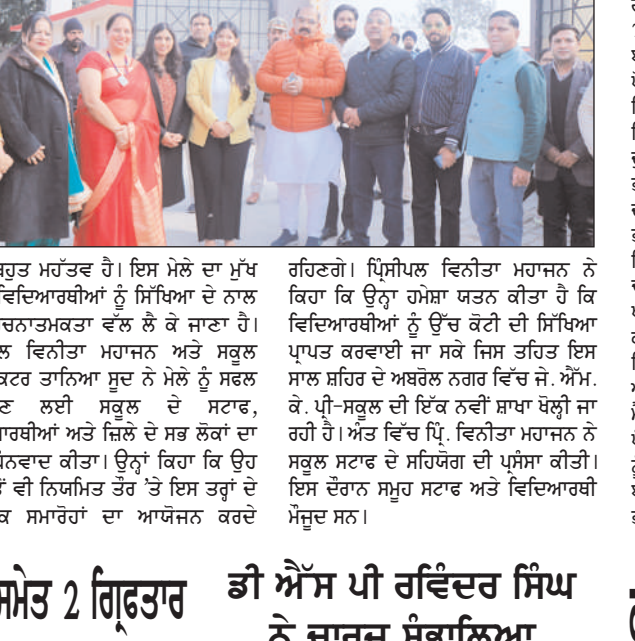 ਬਹੁਤ ਮਹੱਤਵ ਹੈ। ਇਸ ਮੇਲੇ ਦਾ ਮੁੱਖ
ਵਿਦਿਆਰਥੀਆਂ ਨੂੰ ਸਿੱਖਿਆ ਦੇ ਨਾਲ
ਚਨਾਤਮਕਤਾ ਵੱਲ ਲੈ ਕੇ ਜਾਣਾ ਹੈ।
ਲ ਵਿਨੀਤਾ ਮਹਾਜਨ ਅਤੇ ਸਕੂਲ
ਕਟਰ ਤਾਨਿਆ ਸੂਦ ਨੇ ਮੇਲੇ ਨੂੰ ਸਫਲ
ਣ ਲਈ ਸਕੂਲ ਦੇ ਸਟਾਫ,
ਆਰਥੀਆਂ ਅਤੇ ਜ਼ਿਲੇ ਦੇ ਸਭ ਲੋਕਾਂ ਦਾ
ਧੰਨਵਾਦ ਕੀਤਾ। ਉਨ੍ਹਾਂ ਕਿਹਾ ਕਿ ਉਹ
ਵੀ ਨਿਯਮਿਤ ਤੌਰ 'ਤੇ ਇਸ ਤਰ੍ਹਾਂ ਦੇ
ਕ ਸਮਾਰੋਹਾਂ ਦਾ ਆਯੋਜਨ ਕਰਦੇ
ਰਹਿਣਗੇ। ਪ੍ਰਿੰਸੀਪਲ ਵਿਨੀਤਾ ਮਹਾਜਨ ਨੇ
ਕਿਹਾ ਕਿ ਉਨ੍ਹਾ ਹਮੇਸ਼ਾ ਯਤਨ ਕੀਤਾ ਹੈ ਕਿ
ਵਿਦਿਆਰਥੀਆਂ ਨੂੰ ਉੱਚ ਕੋਟੀ ਦੀ ਸਿੱਖਿਆ
ਪ੍ਰਾਪਤ ਕਰਵਾਈ ਜਾ ਸਕੇ ਜਿਸ ਤਹਿਤ ਇਸ
ਸਾਲ ਸ਼ਹਿਰ ਦੇ ਅਬਰੋਲ ਨਗਰ ਵਿੱਚ ਜੇ. ਐੱਮ.
ਕੇ. ਪ੍ਰੀ-ਸਕੂਲ ਦੀ ਇੱਕ ਨਵੀਂ ਸ਼ਾਖਾ ਖੋਲ੍ਹੀ ਜਾ
ਰਹੀ ਹੈ। ਅੰਤ ਵਿੱਚ ਪ੍ਰਿੰ. ਵਿਨੀਤਾ ਮਹਾਜਨ ਨੇ
ਸਕੂਲ ਸਟਾਫ ਦੇ ਸਹਿਯੋਗ ਦੀ ਪ੍ਰਸੰਸਾ ਕੀਤੀ।
ਇਸ ਦੌਰਾਨ ਸਮੂਹ ਸਟਾਫ ਅਤੇ ਵਿਦਿਆਰਥੀ
ਮੌਜੂਦ ਸਨ।
ਸਮੇਤ 2 ਗ੍ਰਿਫਤਾਰ
ਡੀ ਐੱਸ ਪੀ ਰਵਿੰਦਰ ਸਿੰਘ
ਨੇ ਚਾਰਜ ਸੰਭਾਲਿਆ